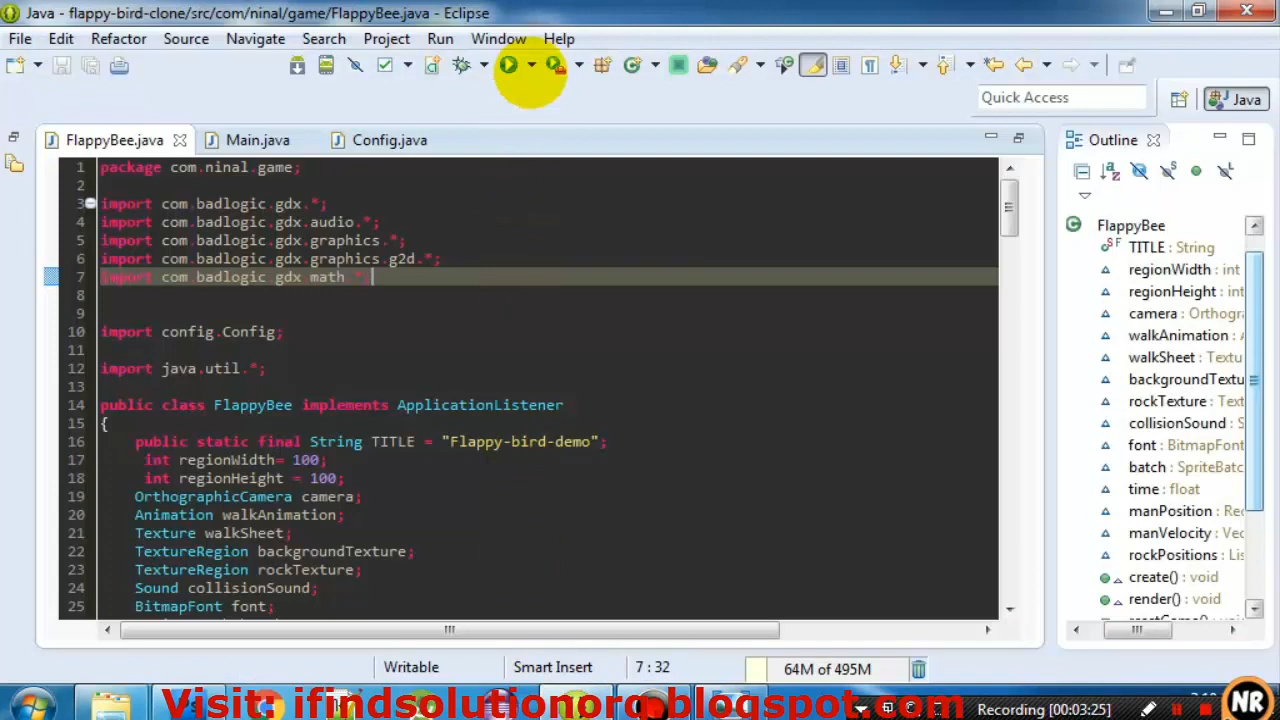 Java - flappy-bird-clone/src/com/ninal/game/FlappyBee.java - Eclipse
File Edit Refactor Source Navigate Search Project Run Window Help
Quick Access
Java
FlappyBee.java
Main.java
Config.java
Outline
1 package com.ninal.game;
2
3 import com.badlogic.gdx.*;
4 import com.badlogic.gdx.audio.*;
5 import com.badlogic.gdx.graphics.*;
6 import com.badlogic.gdx.graphics.g2d.*;
7 import com.badlogic.gdx.math.*;
8
9
10 import config.Config;
11
12 import java.util.*;
13
14 public class FlappyBee implements ApplicationListener
15 {
16 public static final String TITLE = "Flappy-bird-demo";
17 int regionWidth= 100;
18 int regionHeight = 100;
19 OrthographicCamera camera;
20 Animation walkAnimation;
21 Texture walkSheet;
22 TextureRegion backgroundTexture;
23 TextureRegion rockTexture;
24 Sound collisionSound;
25 BitmapFont font;
FlappyBee
TITLE : String
regionWidth : int
regionHeight : int
camera : Orthogra
walkAnimation : A
walkSheet : Textu
backgroundTextu
rockTexture : Text
collisionSound : S
font : BitmapFont
batch : SpriteBatc
time : float
manPosition : Rec
manVelocity : Vec
rockPositions : Lis
create() : void
render() : void
Writable
Smart Insert
7 : 32
64M of 495M
Visit: ifindsolutionorg.blogspot.com
Recording [00:03:25]
NR